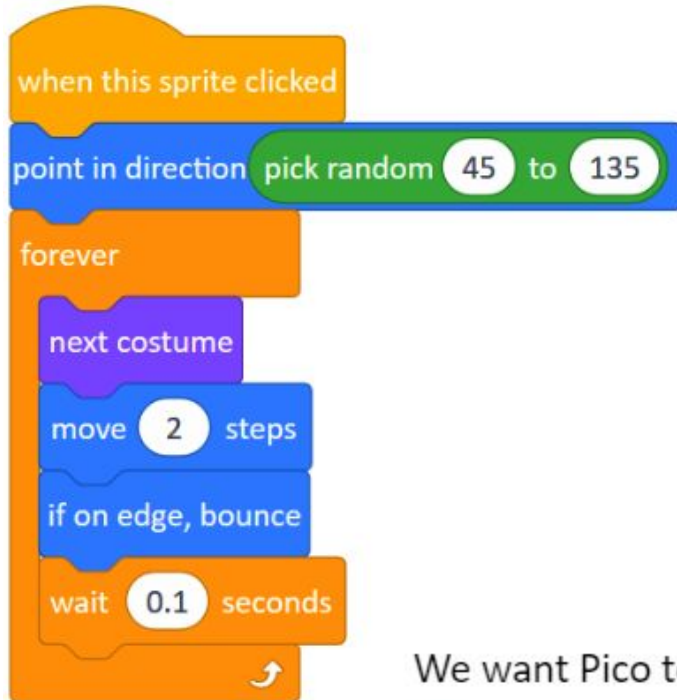 when this sprite clicked
point in direction pick random 45 to 135
forever
next costume
move 2 steps
if on edge, bounce
wait 0.1 seconds
We want Pico